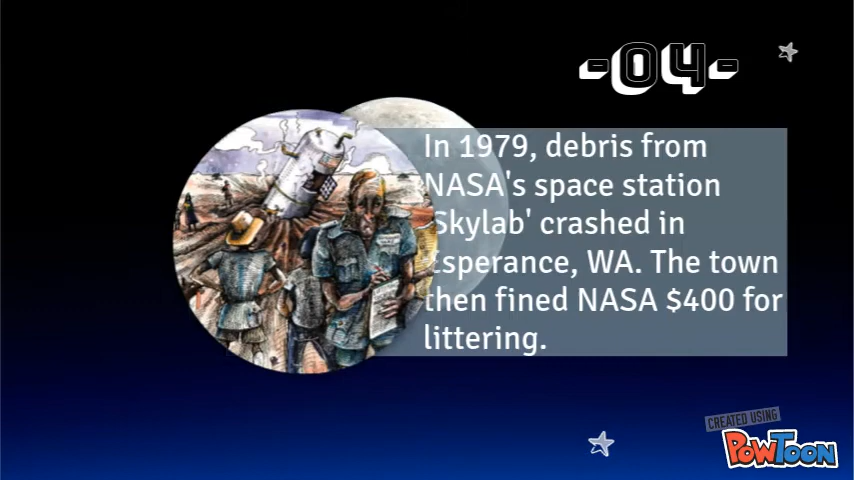 -04-
In 1979, debris from
NASA's space station
'Skylab' crashed in
Esperance, WA. The town
then fined NASA $400 for
littering.
CREATED USING
POWTOON